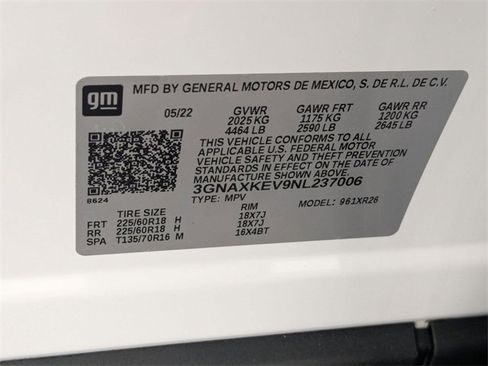 gm
MFD BY GENERAL MOTORS DE MEXICO, S. DE R.L. DE C.V.
05/22 GVWR GAWR FRT GAWR RR
2025 KG 1175 KG 1200 KG
4464 LB 2590 LB 2645 LB
THIS VEHICLE CONFORMS TO ALL APPLICABLE
U.S. FEDERAL MOTOR VEHICLE SAFETY AND THEFT PREVENTION
STANDARDS IN EFFECT ON THE DATE OF
MANUFACTURE SHOWN ABOVE.
3GNAXKEV9NL237006
8624
TYPE: MPV MODEL: 961XR26
TIRE SIZE RIM
FRT 225/60R18 H 18X7J
RR 225/60R18 H 18X7J
SPA T135/70R16 M 16X4BT